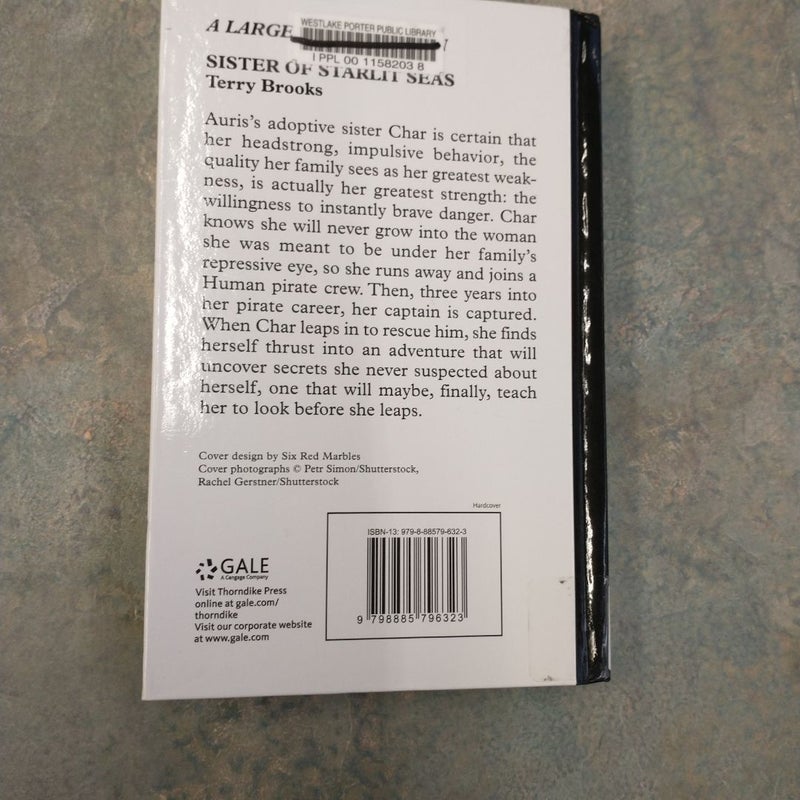 A LARGE
WESTLAKE PORTER PUBLIC LIBRARY
PPL 00 1158203 8
SISTER OF STARLIT SEAS
Terry Brooks
Auris's adoptive sister Char is certain that
her headstrong, impulsive behavior, the
quality her family sees as her greatest weak-
ness, is actually her greatest strength: the
willingness to instantly brave danger. Char
knows she will never grow into the woman
she was meant to be under her family's
repressive eye, so she runs away and joins a
Human pirate crew. Then, three years into
her pirate career, her captain is captured.
When Char leaps in to rescue him, she finds
herself thrust into an adventure that will
uncover secrets she never suspected about
herself, one that will maybe, finally, teach
her to look before she leaps.
Cover design by Six Red Marbles
Cover photographs © Petr Simon/Shutterstock,
Rachel Gerstner/Shutterstock
Hardcover
ISBN-13: 979-8-88579-632-3
9 798885 796323
GALE
A Cengage Company
Visit Thorndike Press
online at gale.com/
thorndike
Visit our corporate website
at www.gale.com